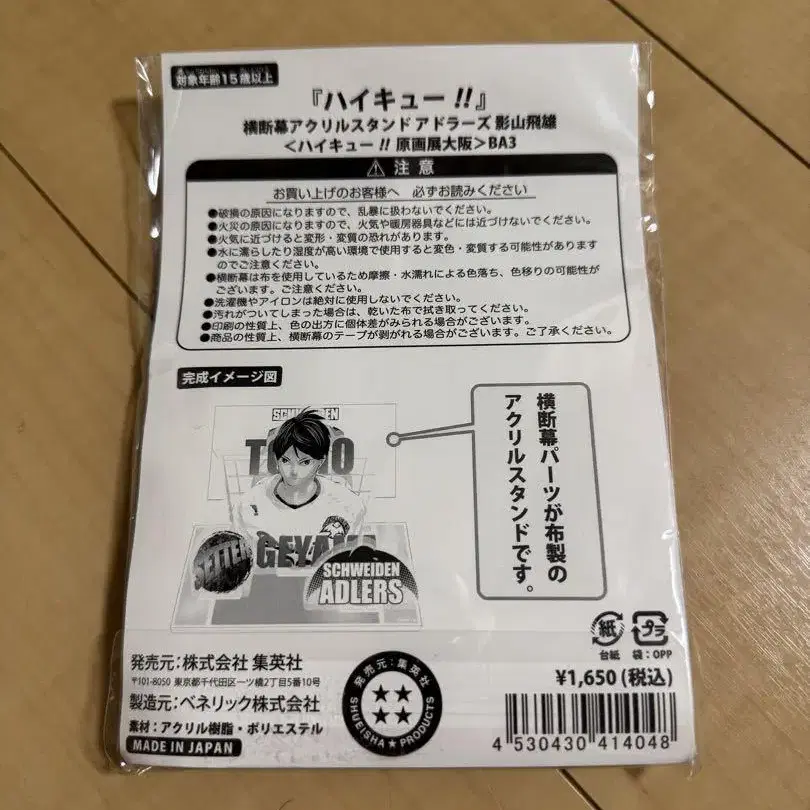 対象年齢15歳以上
『ハイキュー!!』
横断幕アクリルスタンド アドラーズ 影山飛雄
<ハイキュー!! 原画展大阪>BA3
注意
お買い上げのお客様へ 必ずお読みください
●破損の原因になりますので、乱暴に扱わないでください。
●火災の原因になりますので、火気や暖房器具などには近づけないでください。
●火気に近づけると変形・変質の恐れがあります。
●水に濡らしたり湿度が高い環境で使用すると変色・変質する可能性があります
のでご注意ください。
●横断幕は布を使用しているため摩擦・水濡れによる色落ち、色移りの可能性が
ございます。ご注意ください。
●洗濯機やアイロンは絶対に使用しないでください。
●汚れがついてしまった場合は、乾いた布で拭き取ってください。
●印刷の性質上、色の出方に個体差がみられる場合がございます。
●商品の性質上、横断幕のテープが剥がれる場合がございます。ご了承ください。
完成イメージ図
横断幕パーツが布製の
アクリルスタンドです。
SCHWEIDEN
SETTER
GEYAMA
SCHWEIDEN
ADLERS
紙
プラ
台紙 袋:OPP
発売元:株式会社 集英社
〒101-8050 東京都千代田区一ツ橋2丁目5番10号
製造元:ベネリック株式会社
素材:アクリル樹脂・ポリエステル
MADE IN JAPAN
発売元:集英社
SHUEISHA★PRODUCTS
¥1,650(税込)
4 530430 414048